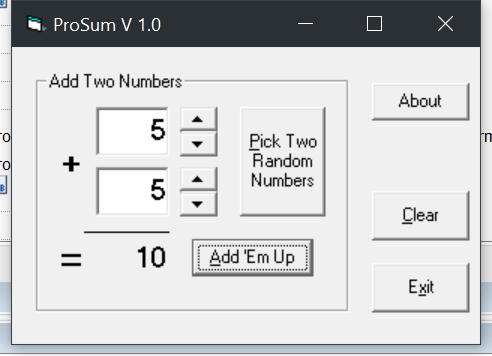 ProSum V 1.0
Add Two Numbers
5
+
5
= 10
Pick Two
Random
Numbers
Add 'Em Up
About
Clear
Exit